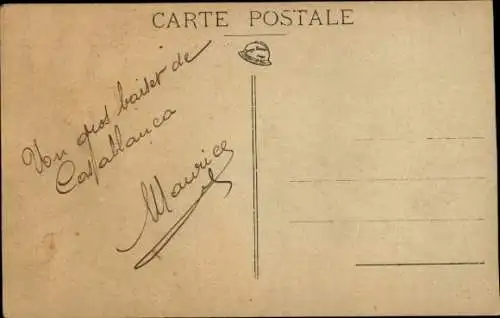 CARTE POSTALE
Un gros baiser de
Casablanca
Maurice